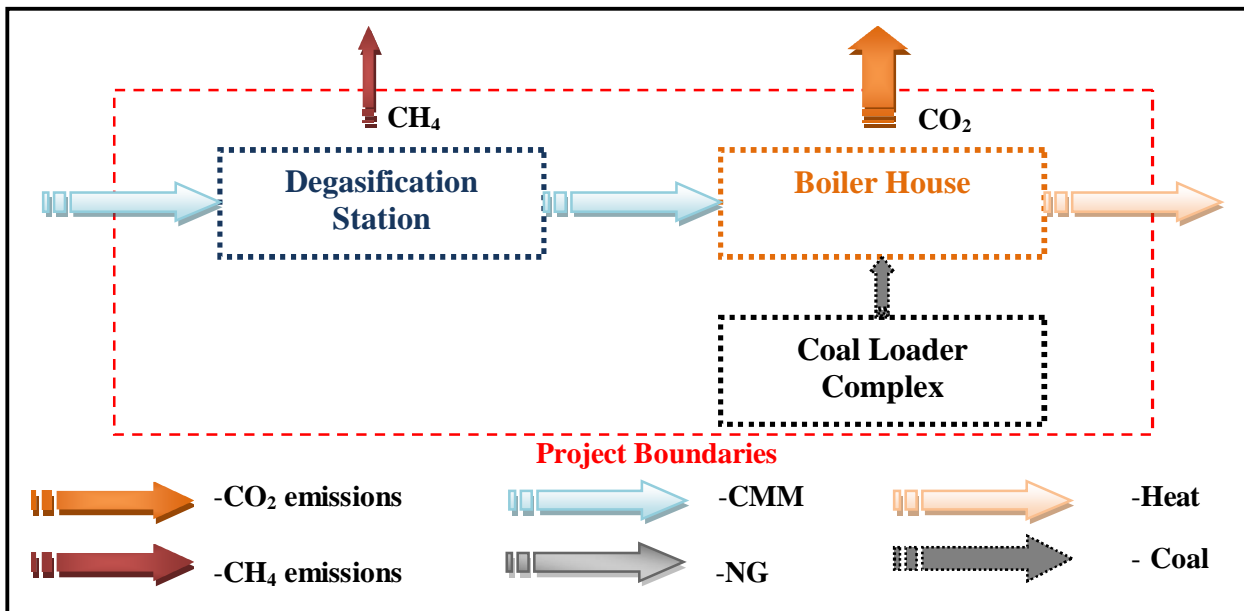 CH₄
CO₂
Degasification
Station
Boiler House
Coal Loader
Complex
Project Boundaries
-CO₂ emissions
-CMM
-Heat
-CH₄ emissions
-NG
- Coal